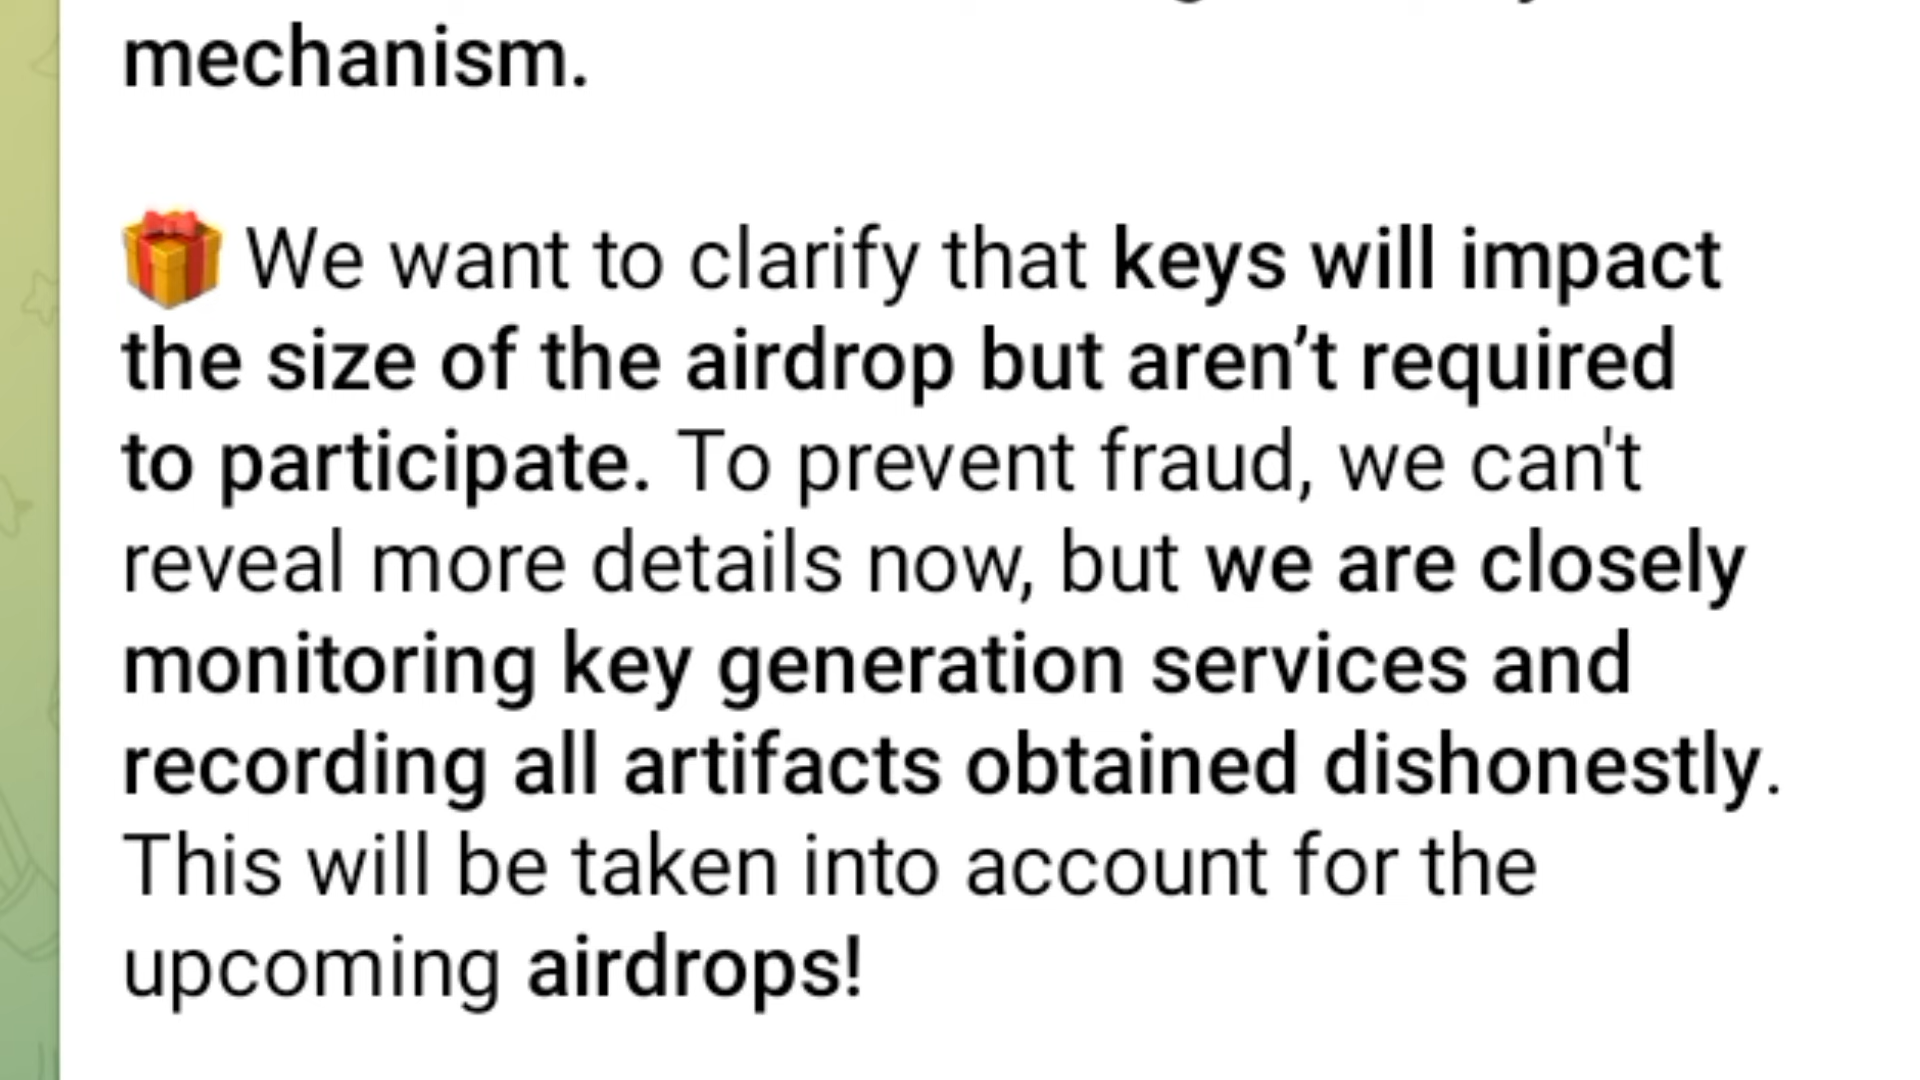 mechanism.
🎁 We want to clarify that keys will impact
the size of the airdrop but aren’t required
to participate. To prevent fraud, we can't
reveal more details now, but we are closely
monitoring key generation services and
recording all artifacts obtained dishonestly.
This will be taken into account for the
upcoming airdrops!